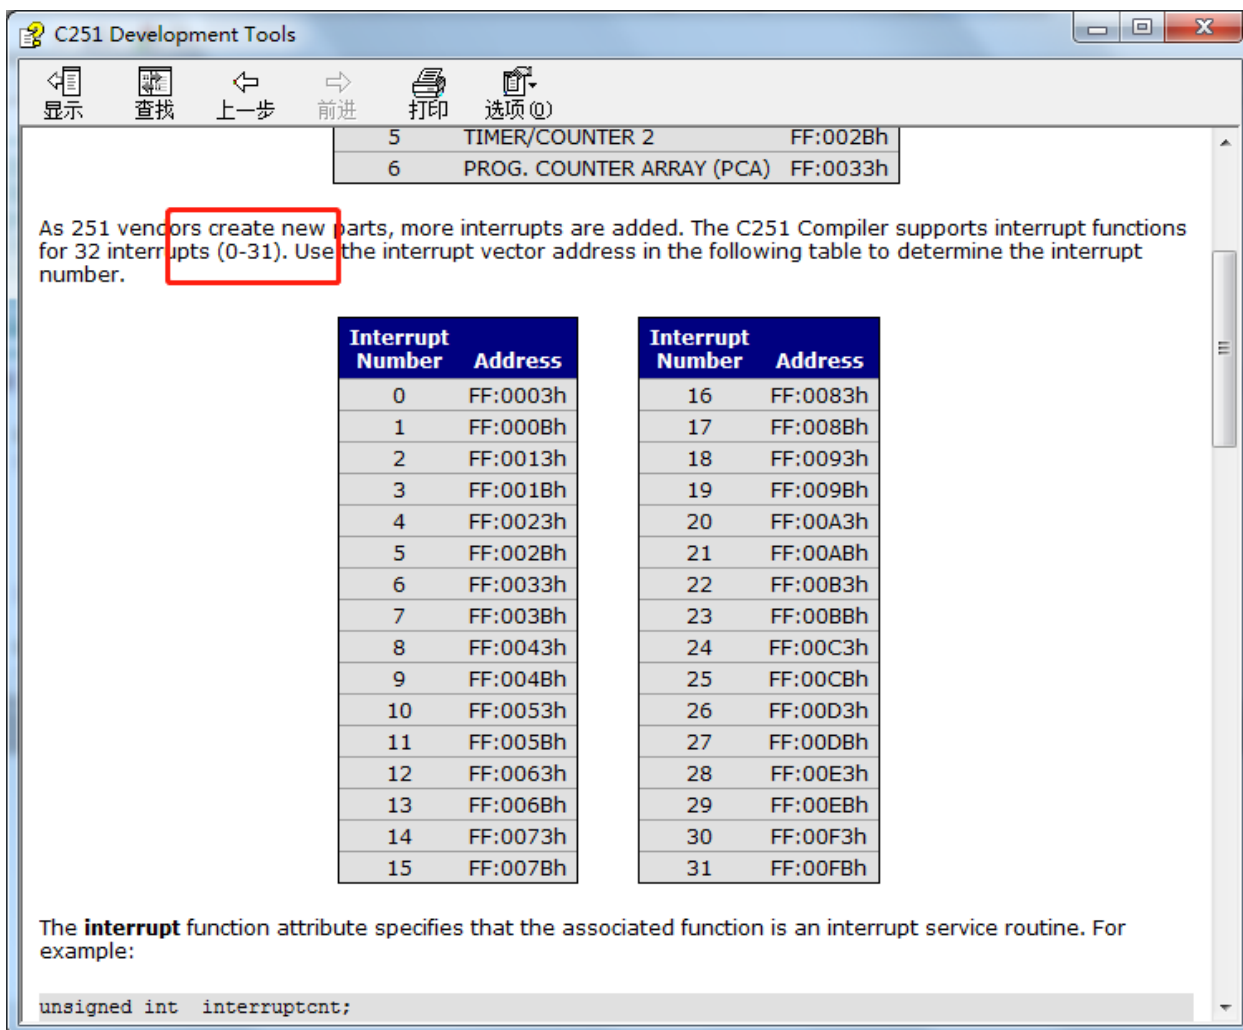 C251 Development Tools
显示 查找 上一步 前进 打印 选项(O)
5 TIMER/COUNTER 2 FF:002Bh
6 PROG. COUNTER ARRAY (PCA) FF:0033h
As 251 vendors create new parts, more interrupts are added. The C251 Compiler supports interrupt functions
for 32 interrupts (0-31). Use the interrupt vector address in the following table to determine the interrupt
number.
Interrupt Number Address Interrupt Number Address
0 FF:0003h 16 FF:0083h
1 FF:000Bh 17 FF:008Bh
2 FF:0013h 18 FF:0093h
3 FF:001Bh 19 FF:009Bh
4 FF:0023h 20 FF:00A3h
5 FF:002Bh 21 FF:00ABh
6 FF:0033h 22 FF:00B3h
7 FF:003Bh 23 FF:00BBh
8 FF:0043h 24 FF:00C3h
9 FF:004Bh 25 FF:00CBh
10 FF:0053h 26 FF:00D3h
11 FF:005Bh 27 FF:00DBh
12 FF:0063h 28 FF:00E3h
13 FF:006Bh 29 FF:00EBh
14 FF:0073h 30 FF:00F3h
15 FF:007Bh 31 FF:00FBh
The interrupt function attribute specifies that the associated function is an interrupt service routine. For
example:
unsigned int interruptcnt;